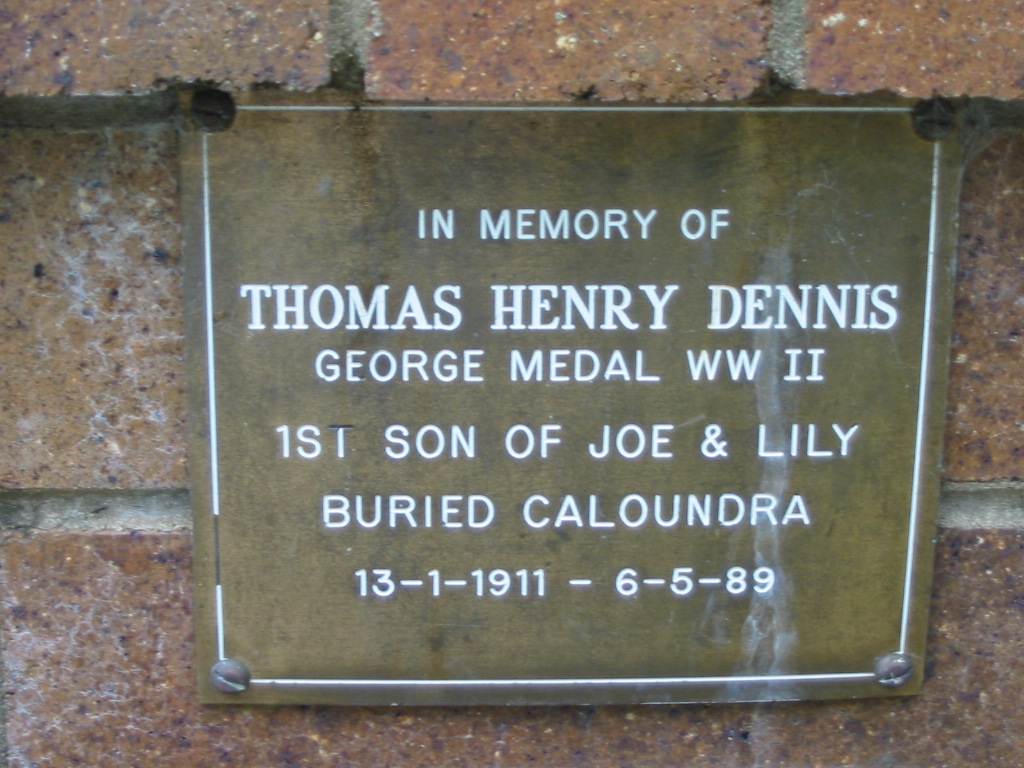 IN MEMORY OF
THOMAS HENRY DENNIS
GEORGE MEDAL WW II
1ST SON OF JOE & LILY
BURIED CALOUNDRA
13-1-1911 - 6-5-89